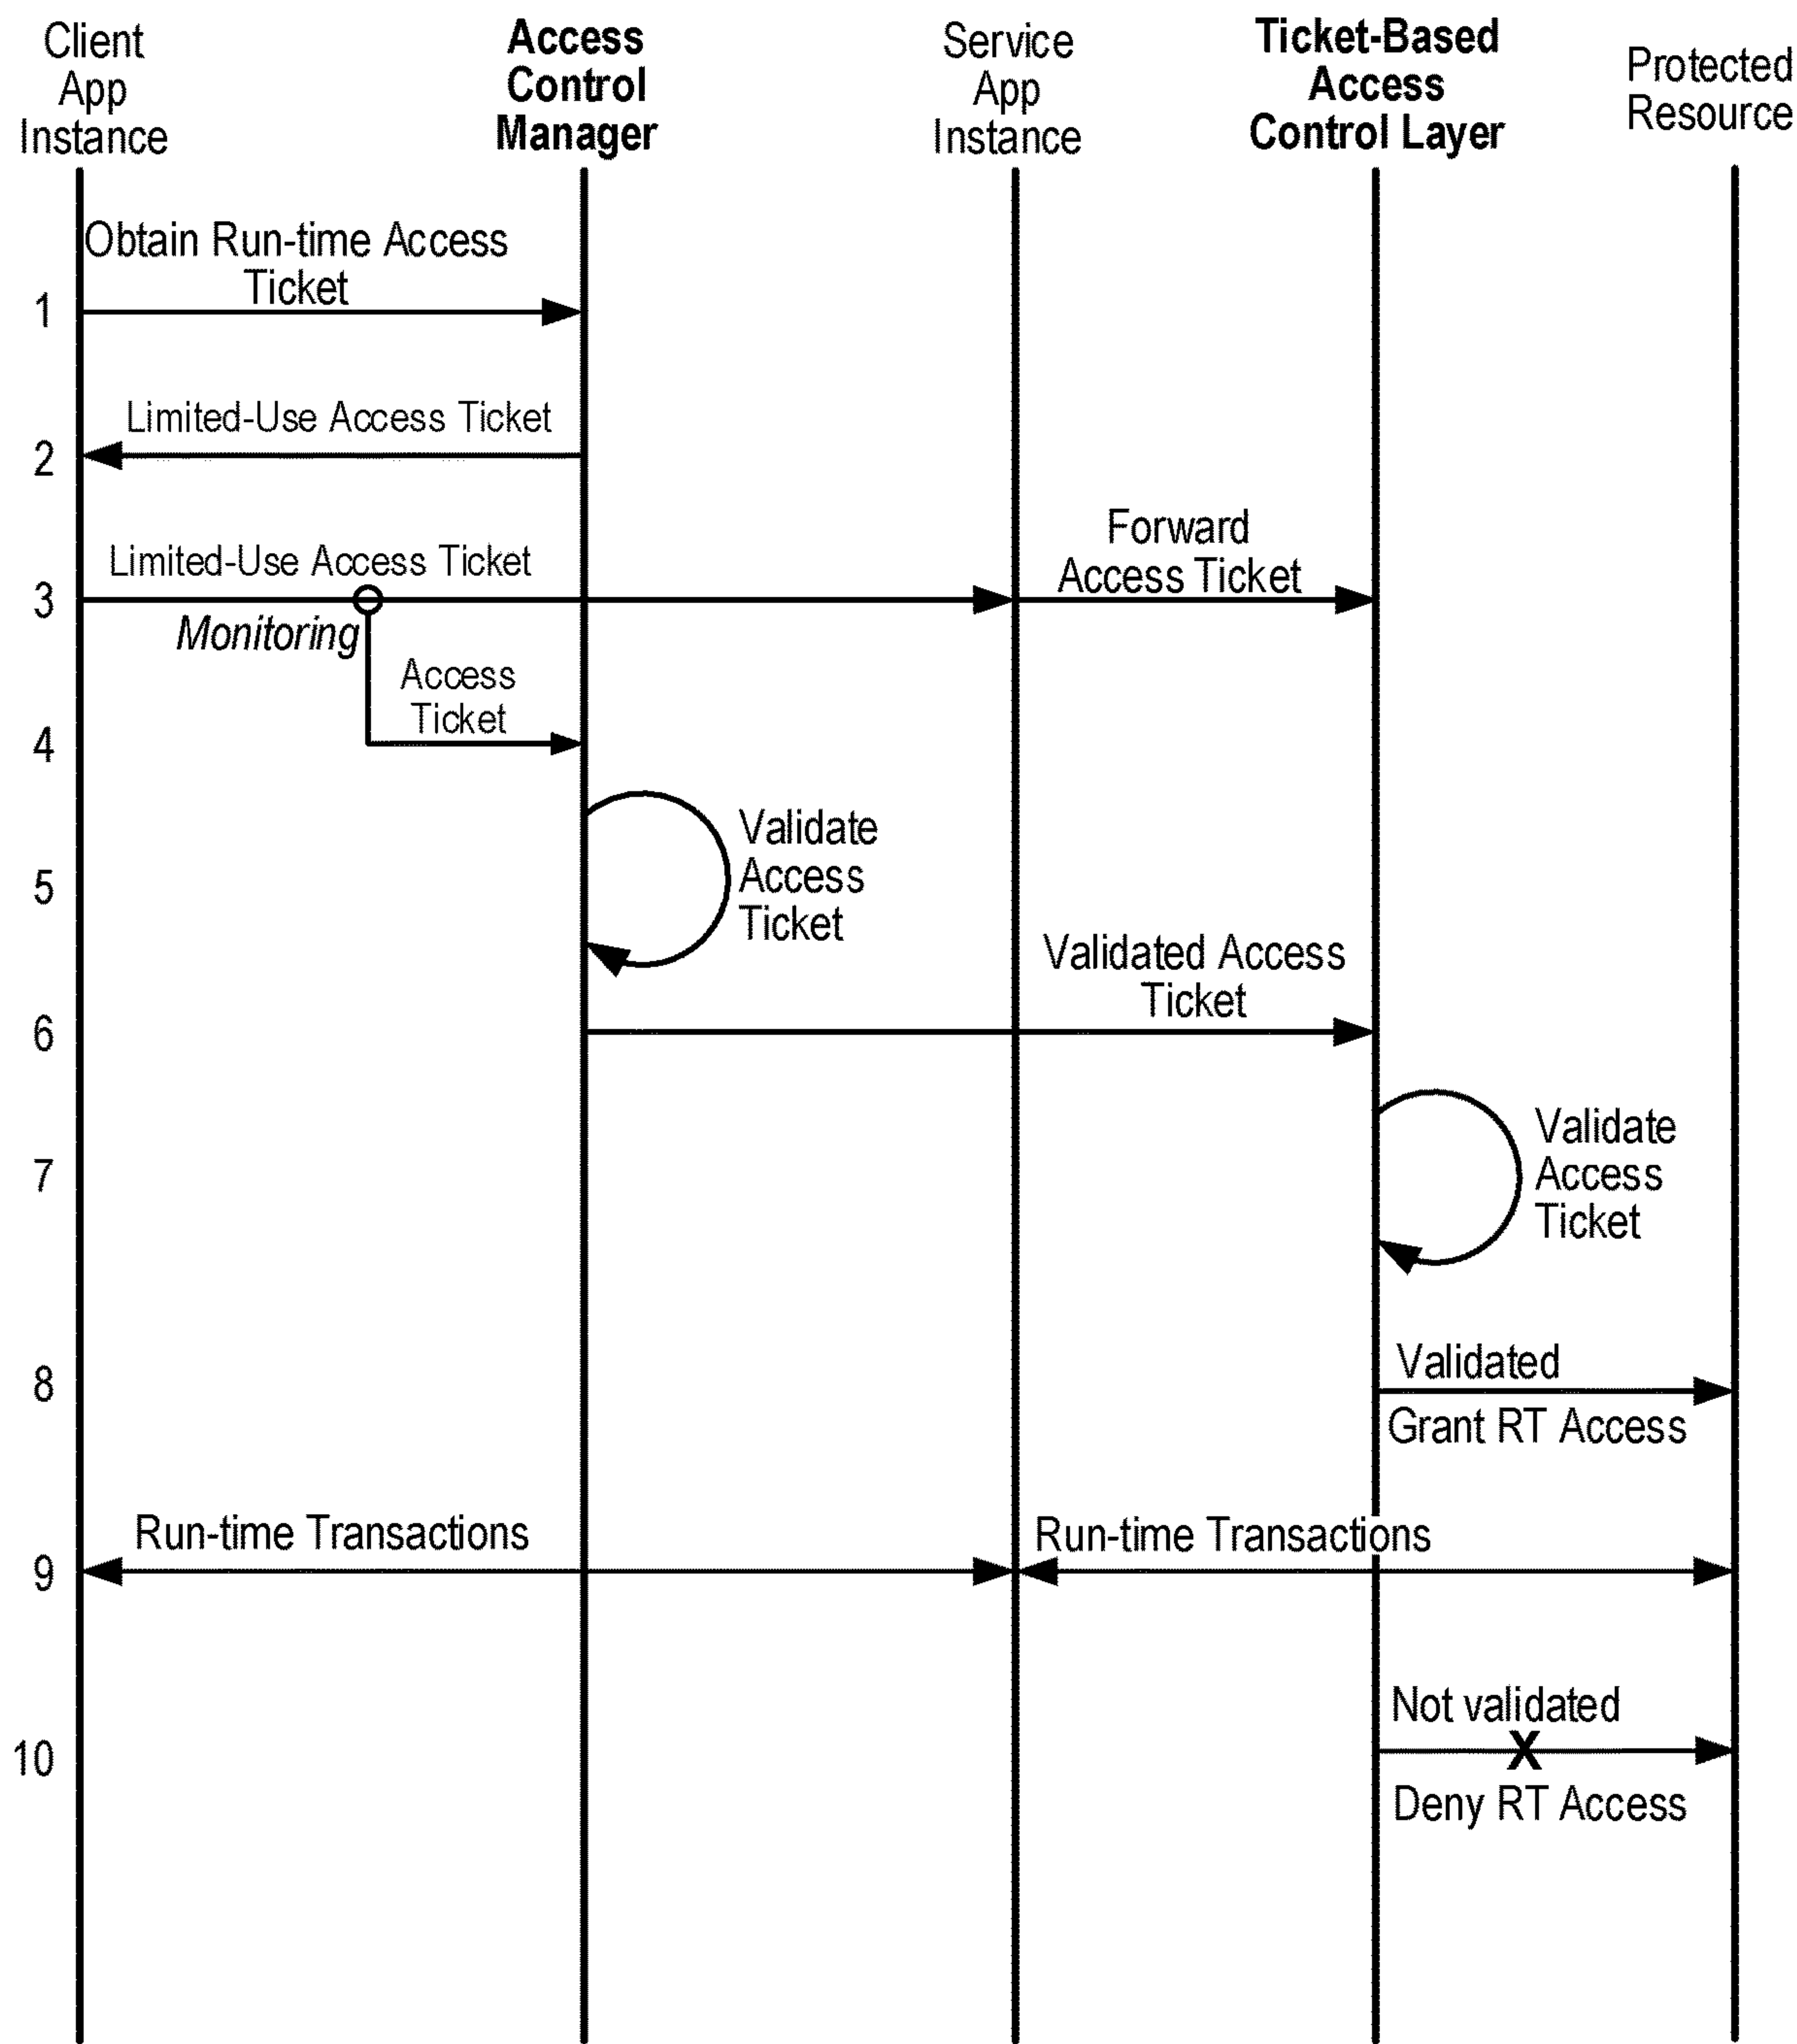 Client
App
Instance
Access
Control
Manager
Service
App
Instance
Ticket-Based
Access
Control Layer
Protected
Resource
Obtain Run-time Access
Ticket
1
Limited-Use Access Ticket
2
Limited-Use Access Ticket
Forward
Access Ticket
3
Monitoring
Access
Ticket
4
Validate
Access
Ticket
5
Validated Access
Ticket
6
Validate
Access
Ticket
7
Validated
8
Grant RT Access
Run-time Transactions
Run-time Transactions
9
Not validated
X
10
Deny RT Access